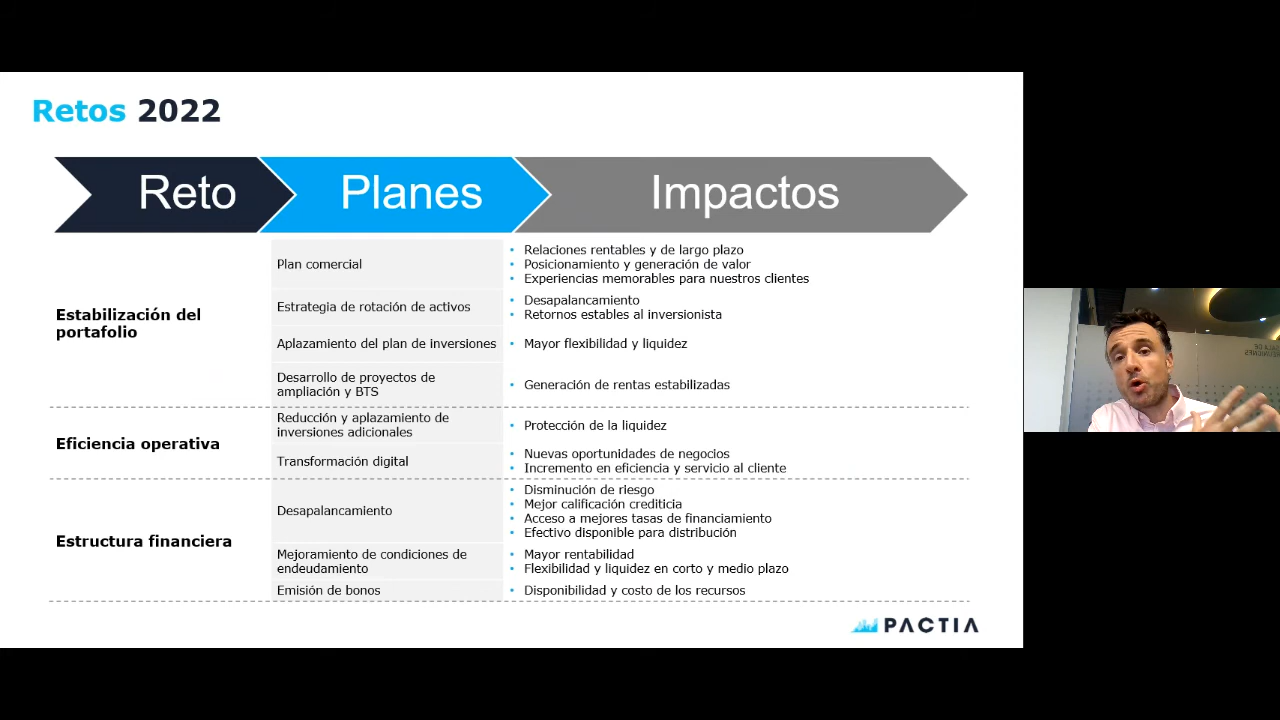 Retos 2022
Reto
Planes
Impactos
Estabilización del
portafolio
Plan comercial
• Relaciones rentables y de largo plazo
• Posicionamiento y generación de valor
• Experiencias memorables para nuestros clientes
Estrategia de rotación de activos
• Desapalancamiento
• Retornos estables al inversionista
Aplazamiento del plan de inversiones
• Mayor flexibilidad y liquidez
Desarrollo de proyectos de
ampliación y BTS
• Generación de rentas estabilizadas
Eficiencia operativa
Reducción y aplazamiento de
inversiones adicionales
• Protección de la liquidez
Transformación digital
• Nuevas oportunidades de negocios
• Incremento en eficiencia y servicio al cliente
Estructura financiera
Desapalancamiento
• Disminución de riesgo
• Mejor calificación crediticia
• Acceso a mejores tasas de financiamiento
• Efectivo disponible para distribución
Mejoramiento de condiciones de
endeudamiento
• Mayor rentabilidad
• Flexibilidad y liquidez en corto y medio plazo
Emisión de bonos
• Disponibilidad y costo de los recursos
PACTIA
SALA DE
REUNIONES